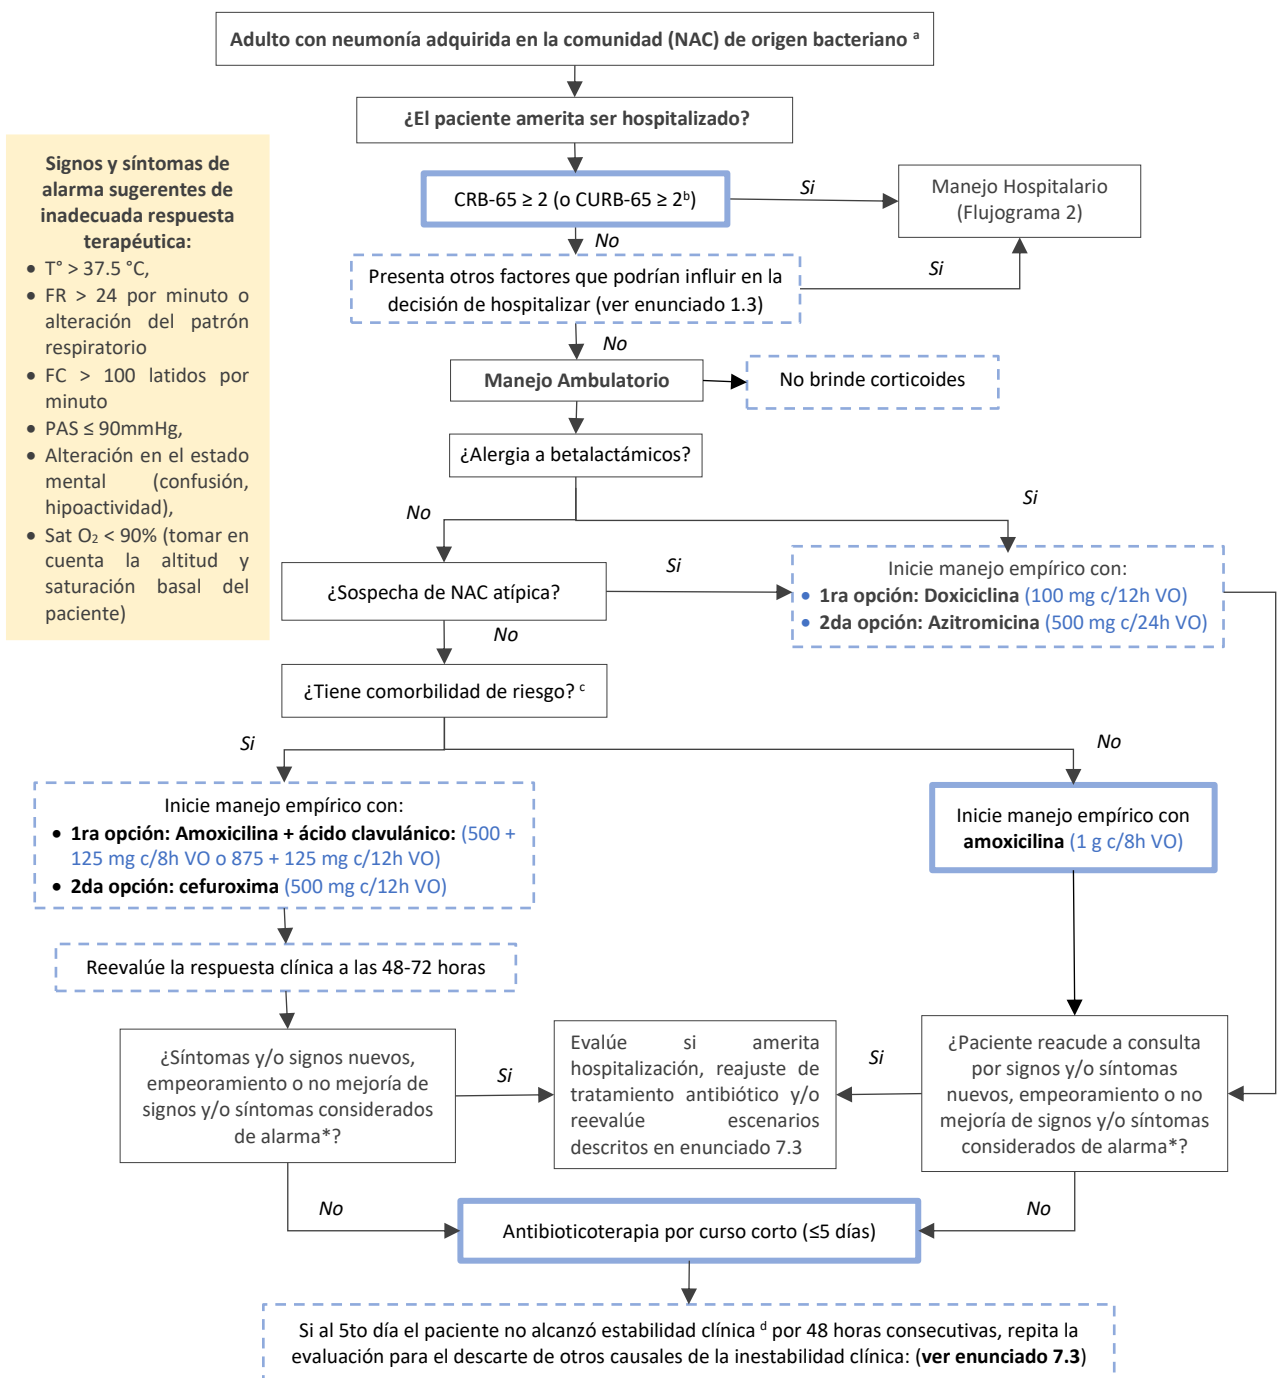 Adulto con neumonía adquirida en la comunidad (NAC) de origen bacteriano ᵃ
¿El paciente amerita ser hospitalizado?
Signos y síntomas de
alarma sugerentes de
inadecuada respuesta
terapéutica:
• T° > 37.5 °C,
• FR > 24 por minuto o
alteración del patrón
respiratorio
• FC > 100 latidos por
minuto
• PAS ≤ 90mmHg,
• Alteración en el estado
mental (confusión,
hipoactividad),
• Sat O₂ < 90% (tomar en
cuenta la altitud y
saturación basal del
paciente)
CRB-65 ≥ 2 (o CURB-65 ≥ 2ᵇ)
Si
Manejo Hospitalario
(Flujograma 2)
No
Presenta otros factores que podrían influir en la
decisión de hospitalizar (ver enunciado 1.3)
Si
No
Manejo Ambulatorio
No brinde corticoides
¿Alergia a betalactámicos?
No
Si
¿Sospecha de NAC atípica?
Si
Inicie manejo empírico con:
• 1ra opción: Doxiciclina (100 mg c/12h VO)
• 2da opción: Azitromicina (500 mg c/24h VO)
No
¿Tiene comorbilidad de riesgo? ᶜ
Si
No
Inicie manejo empírico con:
• 1ra opción: Amoxicilina + ácido clavulánico: (500 +
125 mg c/8h VO o 875 + 125 mg c/12h VO)
• 2da opción: cefuroxima (500 mg c/12h VO)
Inicie manejo empírico con
amoxicilina (1 g c/8h VO)
Reevalúe la respuesta clínica a las 48-72 horas
¿Síntomas y/o signos nuevos,
empeoramiento o no mejoría de
signos y/o síntomas considerados
de alarma*?
Si
Evalúe si amerita
hospitalización, reajuste de
tratamiento antibiótico y/o
reevalúe escenarios
descritos en enunciado 7.3
Si
¿Paciente reacude a consulta
por signos y/o síntomas
nuevos, empeoramiento o no
mejoría de signos y/o síntomas
considerados de alarma*?
No
No
Antibioticoterapia por curso corto (≤5 días)
Si al 5to día el paciente no alcanzó estabilidad clínica ᵈ por 48 horas consecutivas, repita la
evaluación para el descarte de otros causales de la inestabilidad clínica: (ver enunciado 7.3)